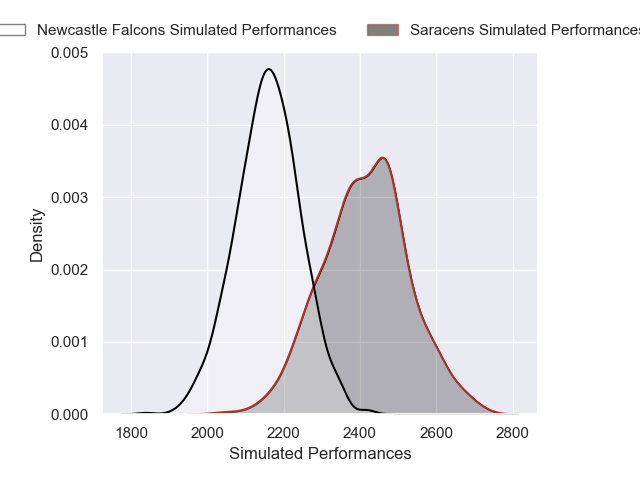 Newcastle Falcons Simulated Performances Saracens Simulated Performances
0.005
0.004
0.003
0.002
0.001
0.000
Density
1800 2000 2200 2400 2600 2800
Simulated Performances